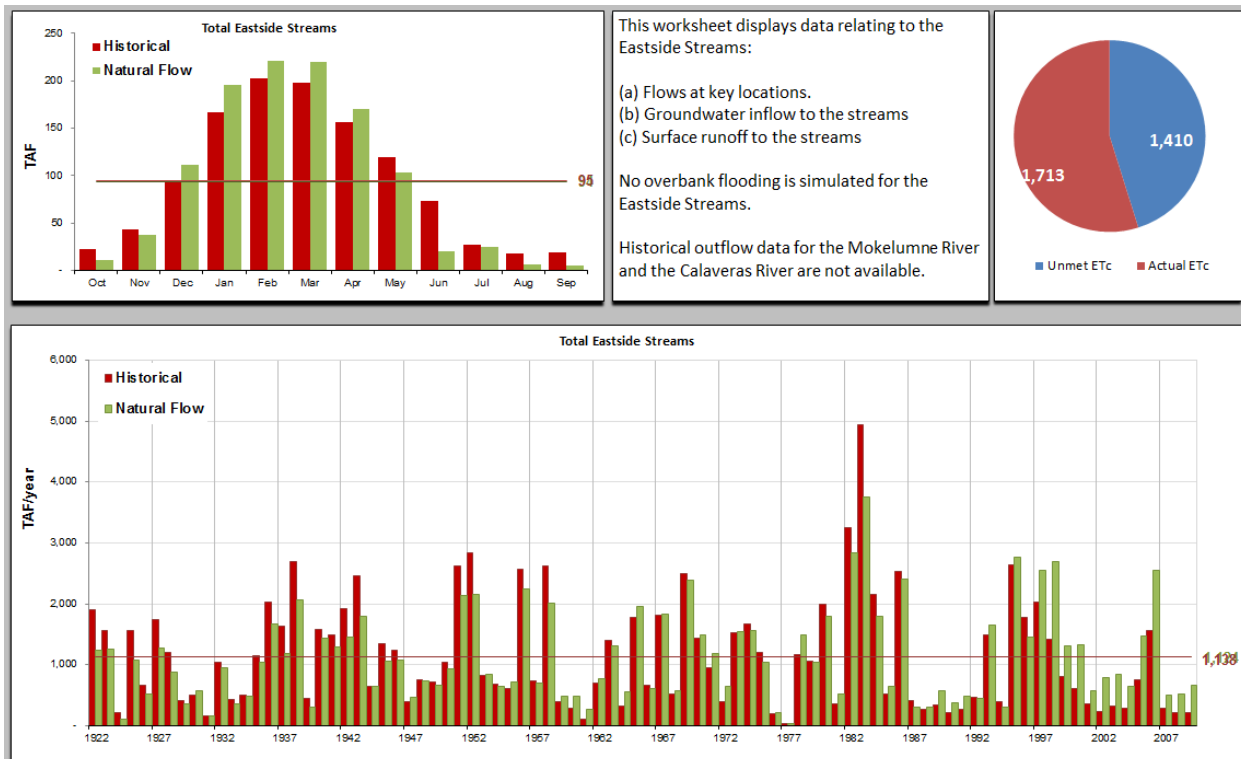 Total Eastside Streams
250
200
150
100
50
-
TAF
Historical
Natural Flow
Oct Nov Dec Jan Feb Mar Apr May Jun Jul Aug Sep
This worksheet displays data relating to the
Eastside Streams:
(a) Flows at key locations.
(b) Groundwater inflow to the streams
(c) Surface runoff to the streams
No overbank flooding is simulated for the
Eastside Streams.
Historical outflow data for the Mokelumne River
and the Calaveras River are not available.
1,410
1,713
Unmet ETc Actual ETc
Total Eastside Streams
6,000
5,000
4,000
3,000
2,000
1,000
-
TAF/year
Historical
Natural Flow
1922 1927 1932 1937 1942 1947 1952 1957 1962 1967 1972 1977 1982 1987 1992 1997 2002 2007